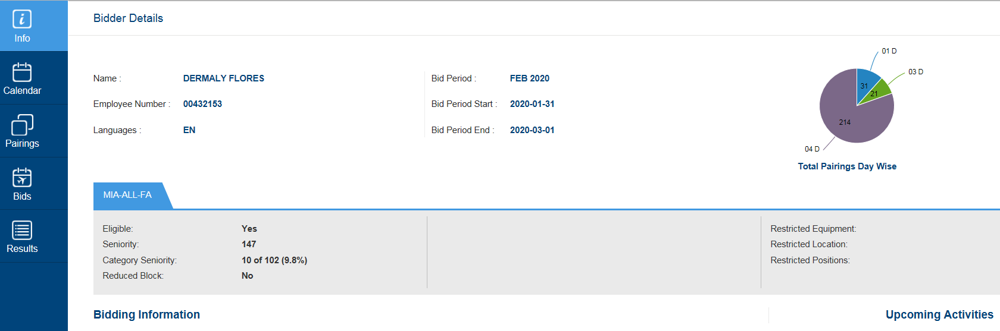 Info
Calendar
Pairings
Bids
Results
Bidder Details
Name : DERMALY FLORES
Employee Number : 00432153
Languages : EN
Bid Period : FEB 2020
Bid Period Start : 2020-01-31
Bid Period End : 2020-03-01
01 D
03 D
31
21
214
04 D
Total Pairings Day Wise
MIA-ALL-FA
Eligible: Yes
Seniority: 147
Category Seniority: 10 of 102 (9.8%)
Reduced Block: No
Restricted Equipment:
Restricted Location:
Restricted Positions:
Bidding Information
Upcoming Activities